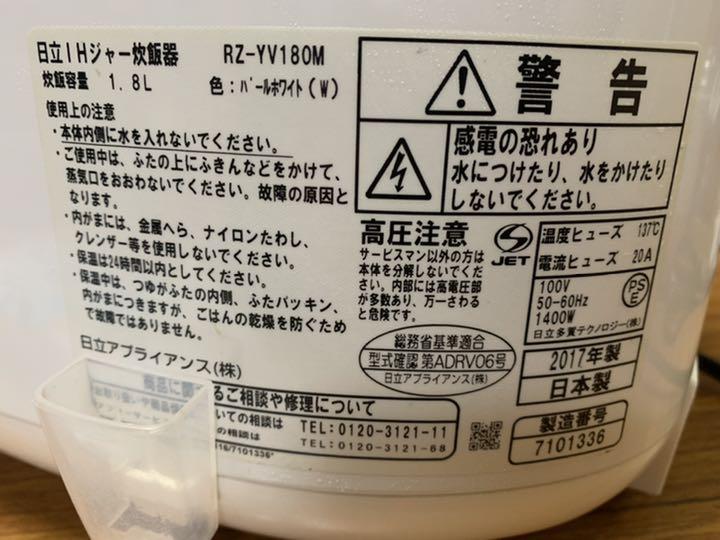 日立IHジャー炊飯器 RZ-YV180M
炊飯容量 1.8L 色:パールホワイト(W)
使用上の注意
・本体内側に水を入れないでください。
・ご使用中は、ふたの上にふきんなどをかけて、
蒸気口をおおわないでください。故障の原因と
なります。
・内がまには、金属へら、ナイロンたわし、
クレンザー等を使用しないでください。
・保温は24時間以内としてください。
・保温中は、つゆがふたの内側、ふたパッキン、
内がまにつきますが、ごはんの乾燥を防ぐため
で故障ではありません。
日立アプライアンス(株)
警告
感電の恐れあり
水につけたり、水をかけたり
しないでください。
高圧注意
サービスマン以外の方は
本体を分解しないでくだ
さい。内部には高電圧部
が多数あり、万一さわる
と危険です。
JET
温度ヒューズ 137℃
電流ヒューズ 20A
100V
50-60Hz
1400W
日立多賀テクノロジー(株)
PS
E
総務省基準適合
型式確認 第ADRV06号
日立アプライアンス(株)
2017年製
日本製
製造番号
7101336
商品に関
るご相談や修理について
いての相談は TEL:0120-3121-11
の相談は TEL:0120-3121-68
16/7101336*